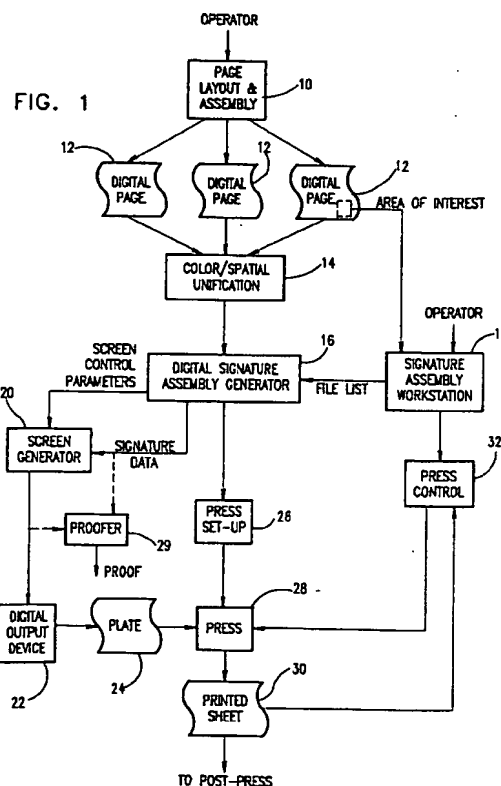 OPERATOR
FIG. 1
PAGE
LAYOUT &
ASSEMBLY
10
12
12
12
DIGITAL
PAGE
DIGITAL
PAGE
DIGITAL
PAGE
AREA OF INTEREST
COLOR/SPATIAL
UNIFICATION
14
OPERATOR
16
1
SCREEN
CONTROL
PARAMETERS
DIGITAL SIGNATURE
ASSEMBLY GENERATOR
FILE LIST
SIGNATURE
ASSEMBLY
WORKSTATION
20
SCREEN
GENERATOR
SIGNATURE
DATA
32
PRESS
CONTROL
PROOFER
29
PROOF
PRESS
SET-UP
26
28
DIGITAL
OUTPUT
DEVICE
22
PLATE
24
PRESS
30
PRINTED
SHEET
TO POST-PRESS